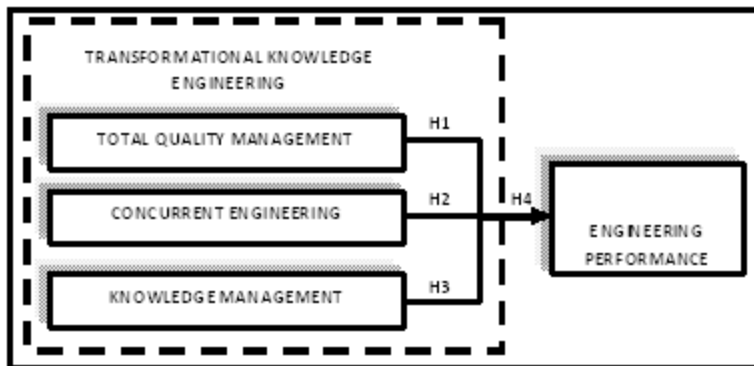 TRANSFORMATIONAL KNOWLEDGE
ENGINEERING
TOTAL QUALITY MANAGEMENT
H1
CONCURRENT ENGINEERING
H2
H4
ENGINEERING
PERFORMANCE
KNOWLEDGE MANAGEMENT
H3